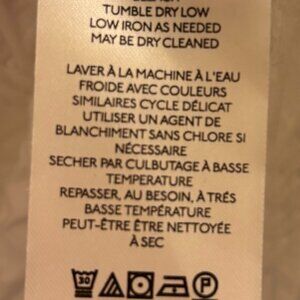 TUMBLE DRY LOW
LOW IRON AS NEEDED
MAY BE DRY CLEANED
LAVER À LA MACHINE À L'EAU
FROIDE AVEC COULEURS
SIMILAIRES CYCLE DÉLICAT
UTILISER UN AGENT DE
BLANCHIMENT SANS CHLORE SI
NÉCESSAIRE
SECHER PAR CULBUTAGE À BASSE
TEMPERATURE
REPASSER, AU BESOIN, À TRÉS
BASSE TEMPÉRATURE
PEUT-ÊTRE ÊTRE NETTOYÉE
À SEC
30 P